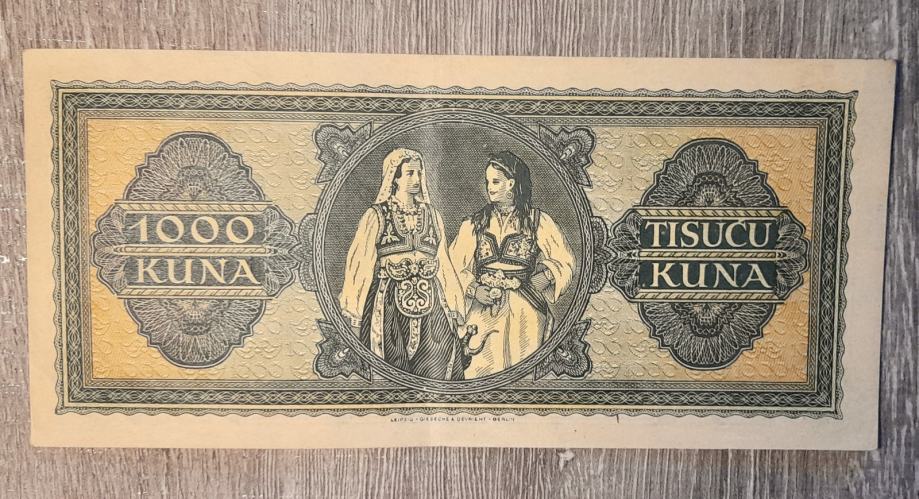 1000
KUNA
TISUĆU
KUNA
LEIPZIG · GIESECKE & DEVRIENT · BERLIN